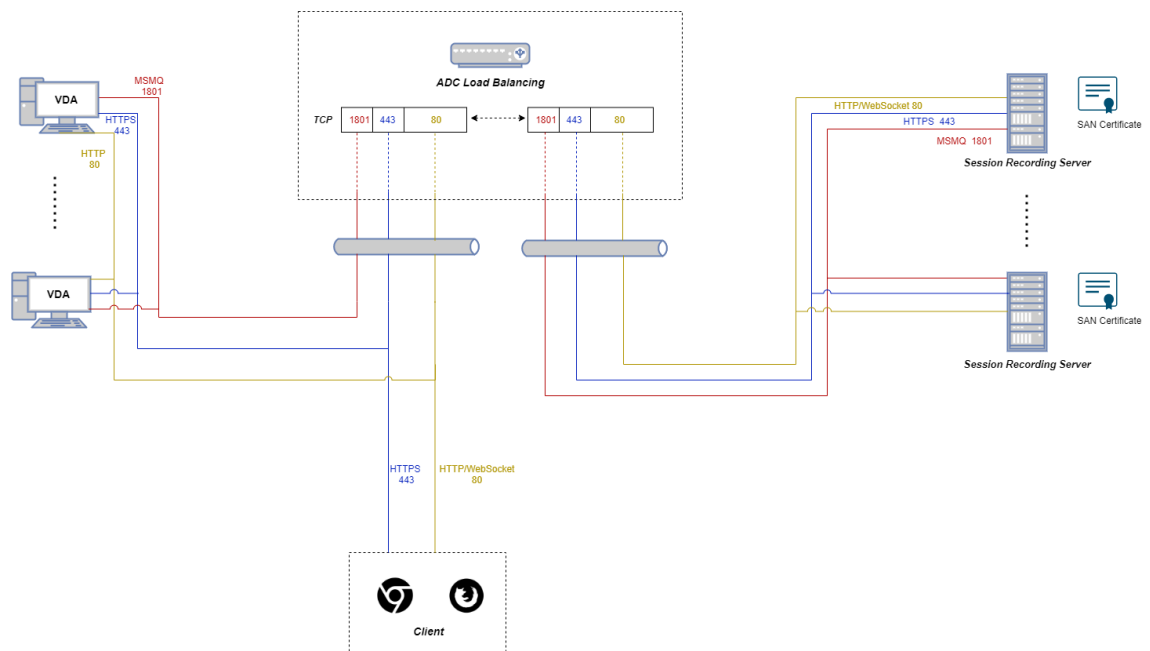 ADC Load Balancing
TCP
1801 443 80
1801 443 80
VDA
MSMQ
1801
HTTPS
443
HTTP
80
VDA
HTTP/WebSocket 80
HTTPS 443
MSMQ 1801
Session Recording Server
SAN Certificate
Session Recording Server
SAN Certificate
HTTPS
443
HTTP/WebSocket
80
Client